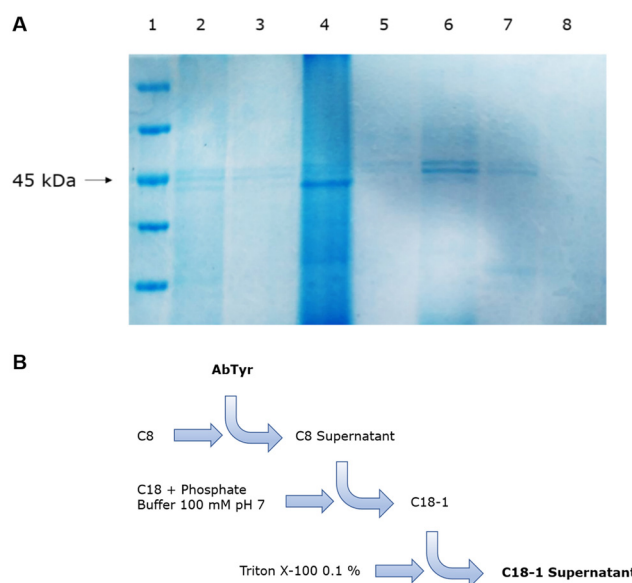 A
1 2 3 4 5 6 7 8
45 kDa
B
AbTyr
C8
C8 Supernatant
C18 + Phosphate
Buffer 100 mM pH 7
C18-1
Triton X-100 0.1 %
C18-1 Supernatant